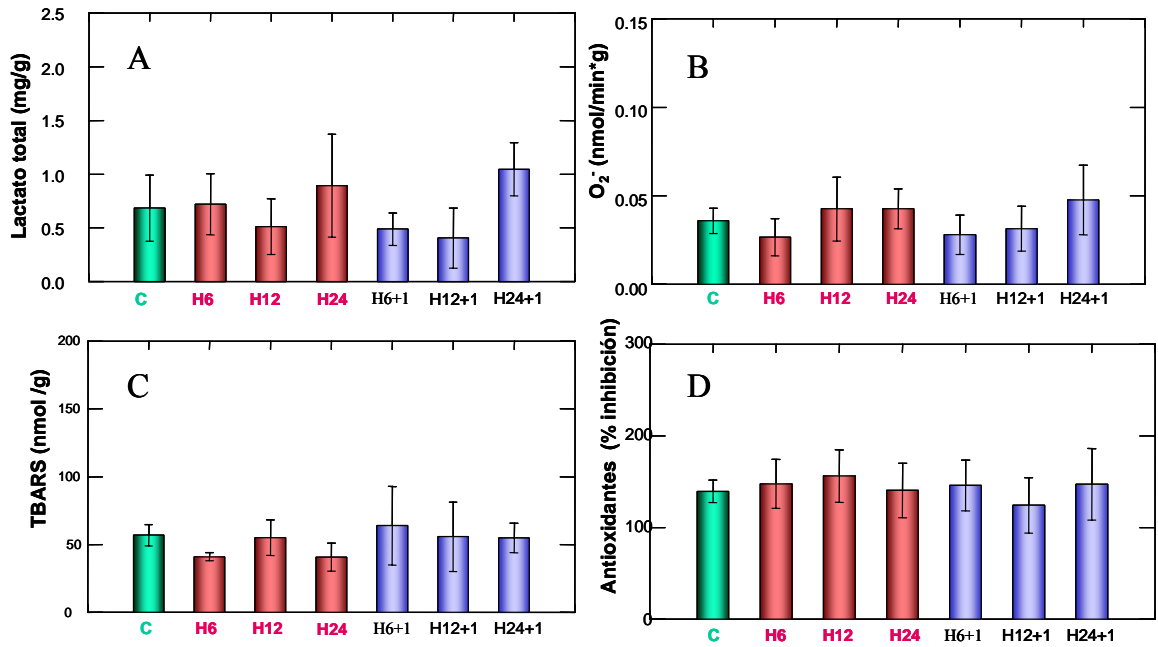 A
Lactato total (mg/g)
2.5
2.0
1.5
1.0
0.5
0.0
C H6 H12 H24 H6+1 H12+1 H24+1
B
O₂⁻ (nmol/min*g)
0.15
0.10
0.05
0.00
C H6 H12 H24 H6+1 H12+1 H24+1
C
TBARS (nmol /g)
200
150
100
50
0
C H6 H12 H24 H6+1 H12+1 H24+1
D
Antioxidantes (% inhibición)
300
200
100
0
C H6 H12 H24 H6+1 H12+1 H24+1